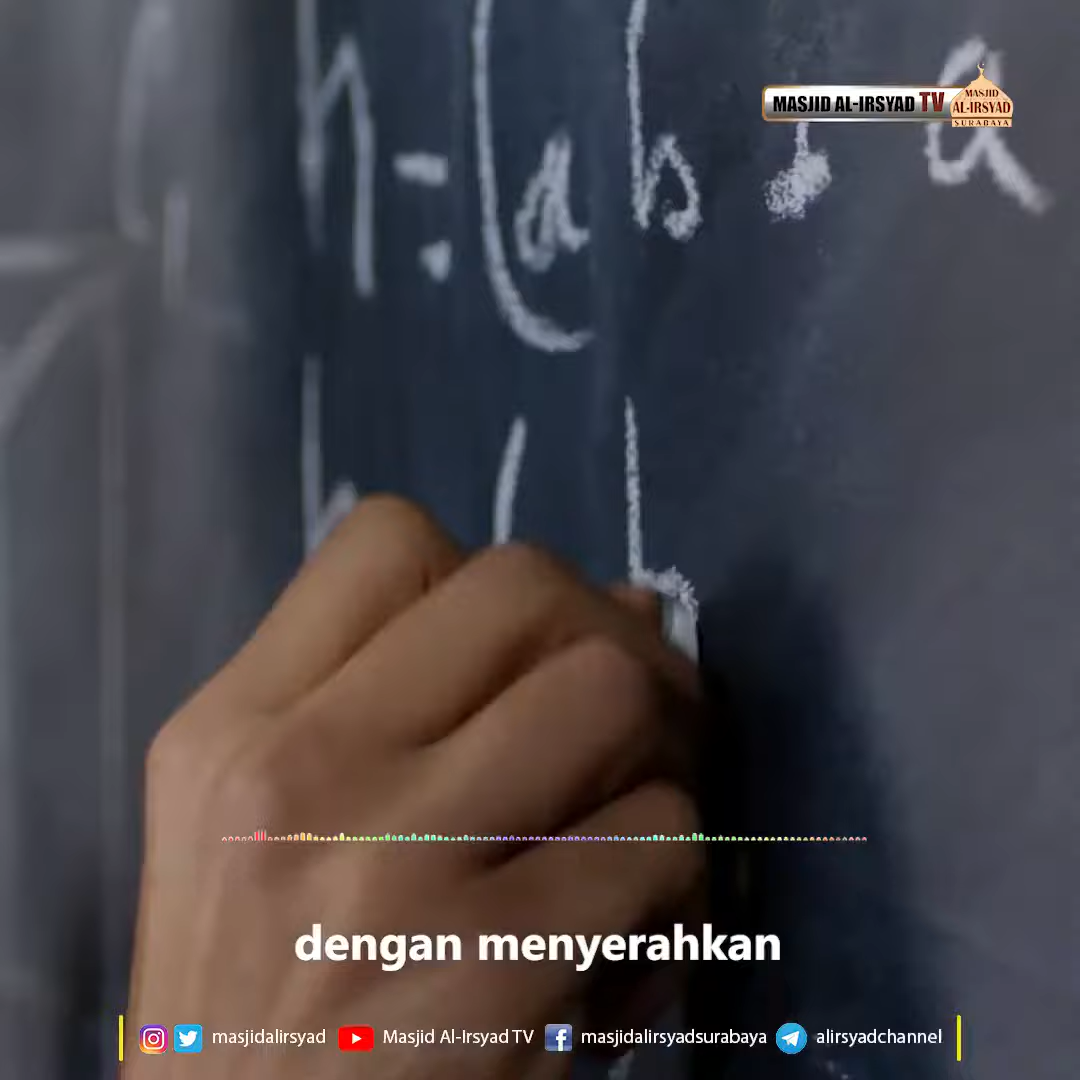 MASJID AL-IRSYAD TV
MASJID
AL-IRSYAD
SURABAYA
h = (a b
a
h
dengan menyerahkan
masjidalirsyad Masjid Al-Irsyad TV masjidalirsyadsurabaya alirsyadchannel